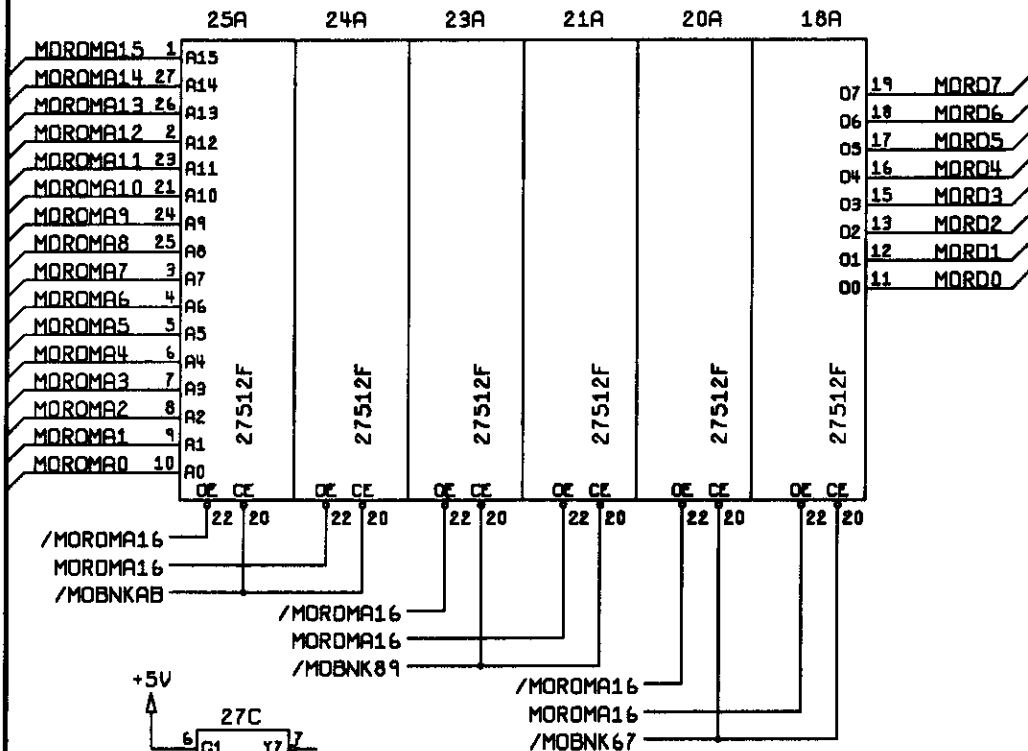 25A 24A 23A 21A 20A 18A
MOROMA15 1 A15
MOROMA14 27 A14
MOROMA13 26 A13
MOROMA12 2 A12
MOROMA11 23 A11
MOROMA10 21 A10
MOROMA9 24 A9
MOROMA8 25 A8
MOROMA7 3 A7
MOROMA6 4 A6
MOROMA5 5 A5
MOROMA4 6 A4
MOROMA3 7 A3
MOROMA2 8 A2
MOROMA1 9 A1
MOROMA0 10 A0
O7 19 MORD7
O6 18 MORD6
O5 17 MORD5
O4 16 MORD4
O3 15 MORD3
O2 13 MORD2
O1 12 MORD1
O0 11 MORD0
27512F 27512F 27512F 27512F 27512F 27512F
OE CE OE CE OE CE OE CE OE CE OE CE
22 20 22 20 22 20 22 20 22 20 22 20
/MOROMA16
MOROMA16
/MOBNKAB
/MOROMA16
MOROMA16
/MOBNK89
/MOROMA16
MOROMA16
/MOBNK67
+5V
27C
6 G1 Y7 7